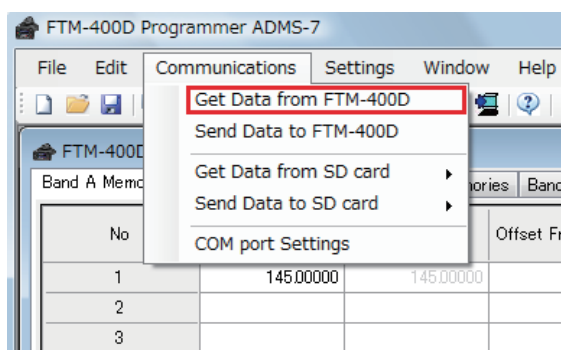 FTM-400D Programmer ADMS-7
File Edit Communications Settings Window Help
Get Data from FTM-400D
Send Data to FTM-400D
Get Data from SD card
Send Data to SD card
COM port Settings
FTM-400D
Band A Memo
ories Band
No Offset Fr
1 145.00000 145.00000
2
3